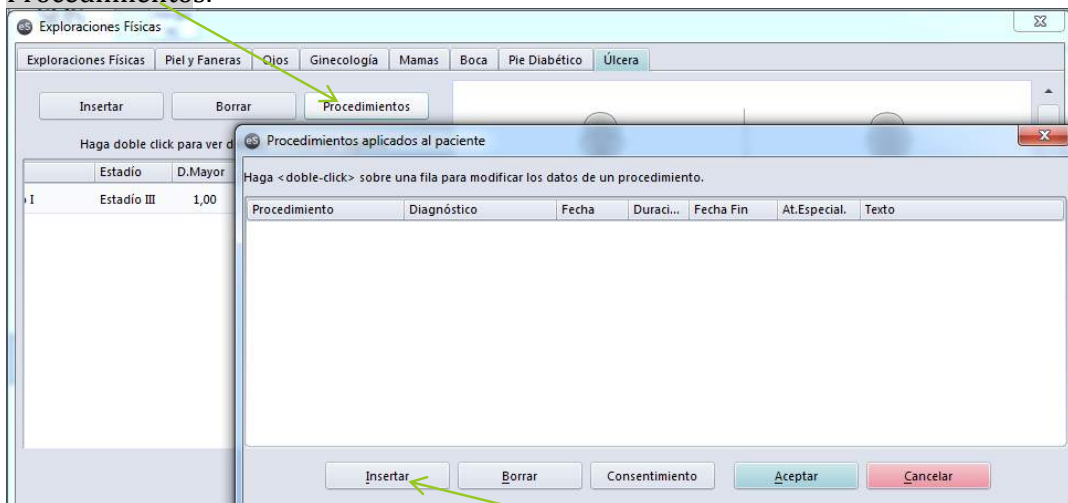 Procedimientos.
eS Exploraciones Físicas
Exploraciones Físicas Piel y Faneras Ojos Ginecología Mamas Boca Pie Diabético Úlcera
Insertar Borrar Procedimientos
Haga doble click para ver d
eS Procedimientos aplicados al paciente
Estadío D.Mayor
I Estadío III 1,00
Haga <doble-click> sobre una fila para modificar los datos de un procedimiento.
Procedimiento Diagnóstico Fecha Duraci... Fecha Fin At.Especial. Texto
Insertar Borrar Consentimiento Aceptar Cancelar